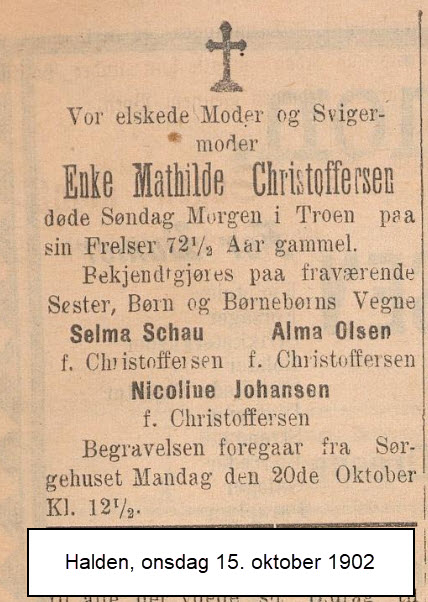 Vor elskede Moder og Sviger-
moder
Enke Mathilde Christoffersen
døde Søndag Morgen i Troen paa
sin Frelser 72½ Aar gammel.
Bekjendtgjøres paa fraværende
Søster, Børn og Børnebørns Vegne
Selma Schau Alma Olsen
f. Christoffersen f. Christoffersen
Nicoline Johansen
f. Christoffersen
Begravelsen foregaar fra Sør-
gehuset Mandag den 20de Oktober
Kl. 12½.
Halden, onsdag 15. oktober 1902